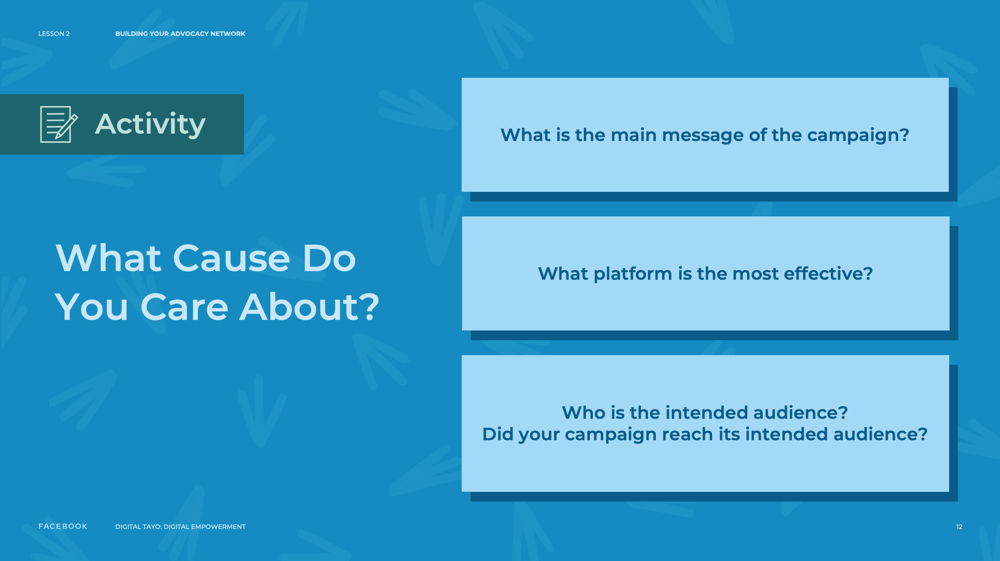 LESSON 2
BUILDING YOUR ADVOCACY NETWORK
Activity
What Cause Do
You Care About?
What is the main message of the campaign?
What platform is the most effective?
Who is the intended audience?
Did your campaign reach its intended audience?
FACEBOOK
DIGITAL TAYO: DIGITAL EMPOWERMENT
12